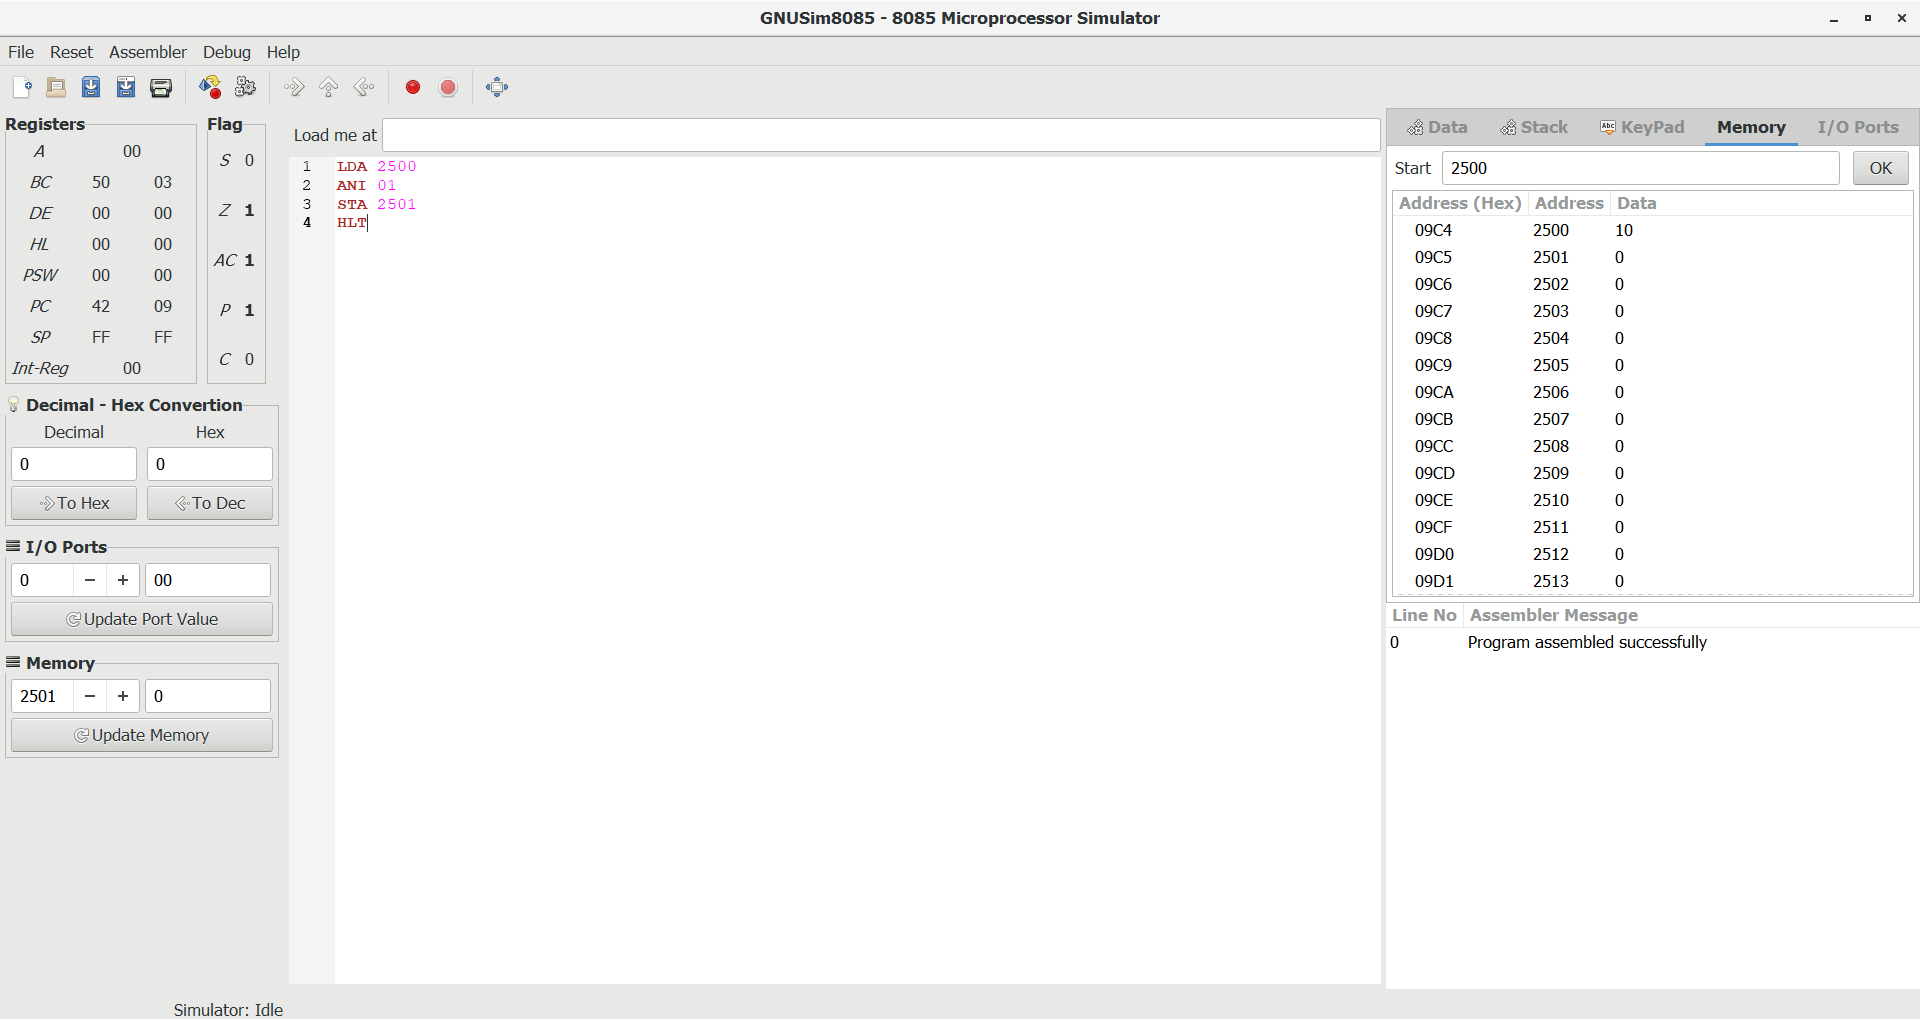 GNUSim8085 - 8085 Microprocessor Simulator
File Reset Assembler Debug Help
Registers
A 00
BC 50 03
DE 00 00
HL 00 00
PSW 00 00
PC 42 09
SP FF FF
Int-Reg 00
Flag
S 0
Z 1
AC 1
P 1
C 0
Decimal - Hex Convertion
Decimal Hex
0 0
To Hex To Dec
I/O Ports
0 − + 00
Update Port Value
Memory
2501 − + 0
Update Memory
Load me at
1 LDA 2500
2 ANI 01
3 STA 2501
4 HLT
Data Stack Abc KeyPad Memory I/O Ports
Start 2500 OK
Address (Hex) Address Data
09C4 2500 10
09C5 2501 0
09C6 2502 0
09C7 2503 0
09C8 2504 0
09C9 2505 0
09CA 2506 0
09CB 2507 0
09CC 2508 0
09CD 2509 0
09CE 2510 0
09CF 2511 0
09D0 2512 0
09D1 2513 0
Line No Assembler Message
0 Program assembled successfully
Simulator: Idle